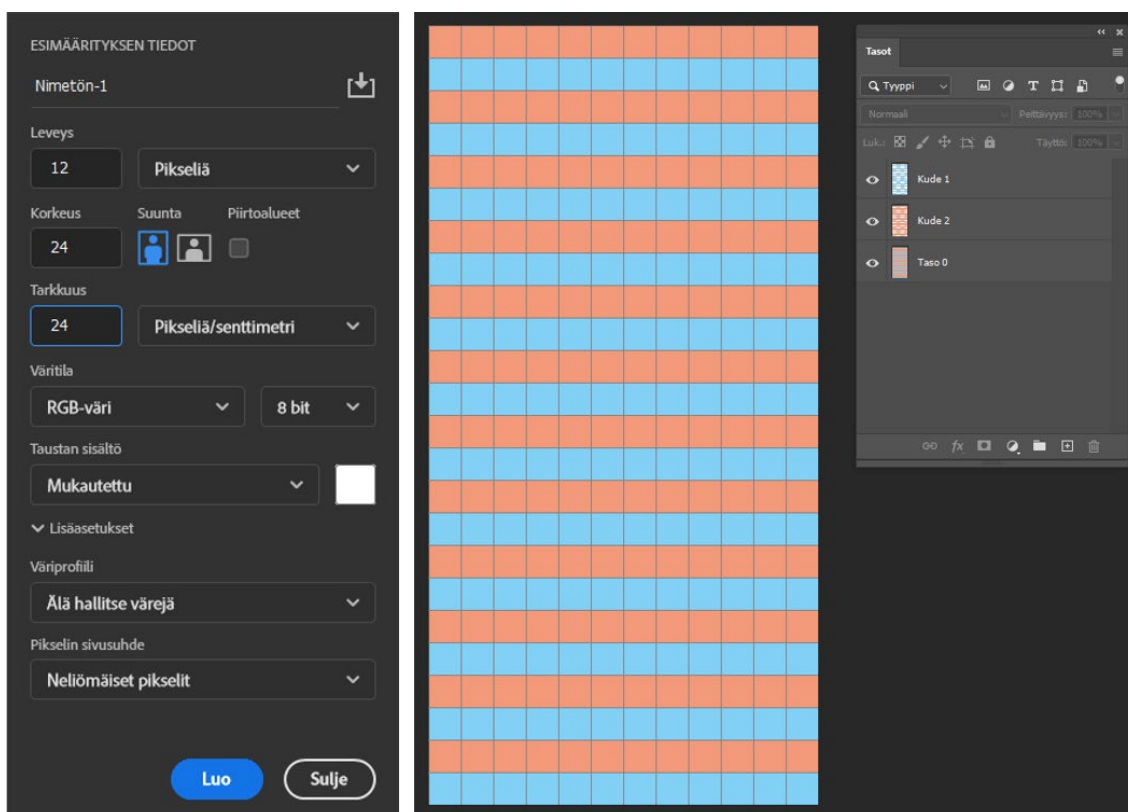 ESIMÄÄRITYKSEN TIEDOT
Nimetön-1
Leveys
12 Pikseliä
Korkeus Suunta Piirtoalueet
24
Tarkkuus
24 Pikseliä/senttimetri
Väritila
RGB-väri 8 bit
Taustan sisältö
Mukautettu
Lisäasetukset
Väriprofiili
Älä hallitse värejä
Pikselin sivusuhde
Neliömäiset pikselit
Luo Sulje
Tasot
Tyyppi
Normaali Peittävyys: 100%
Luk.: Täyttö: 100%
Kude 1
Kude 2
Taso 0